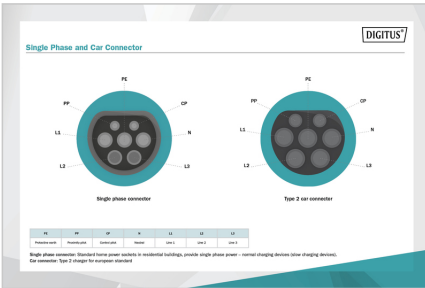 DIGITUS®
Single Phase and Car Connector
PE
PP
CP
L1
N
L2
L3
Single phase connector
PE
PP
CP
L1
N
L2
L3
Type 2 car connector
PE PP CP N L1 L2 L3
Protective earth Proximity pilot Control pilot Neutral Line 1 Line 2 Line 3
Single phase connector: Standard home power sockets in residential buildings, provide single phase power – normal charging devices (slow charging devices).
Car connector: Type 2 charger for european standard